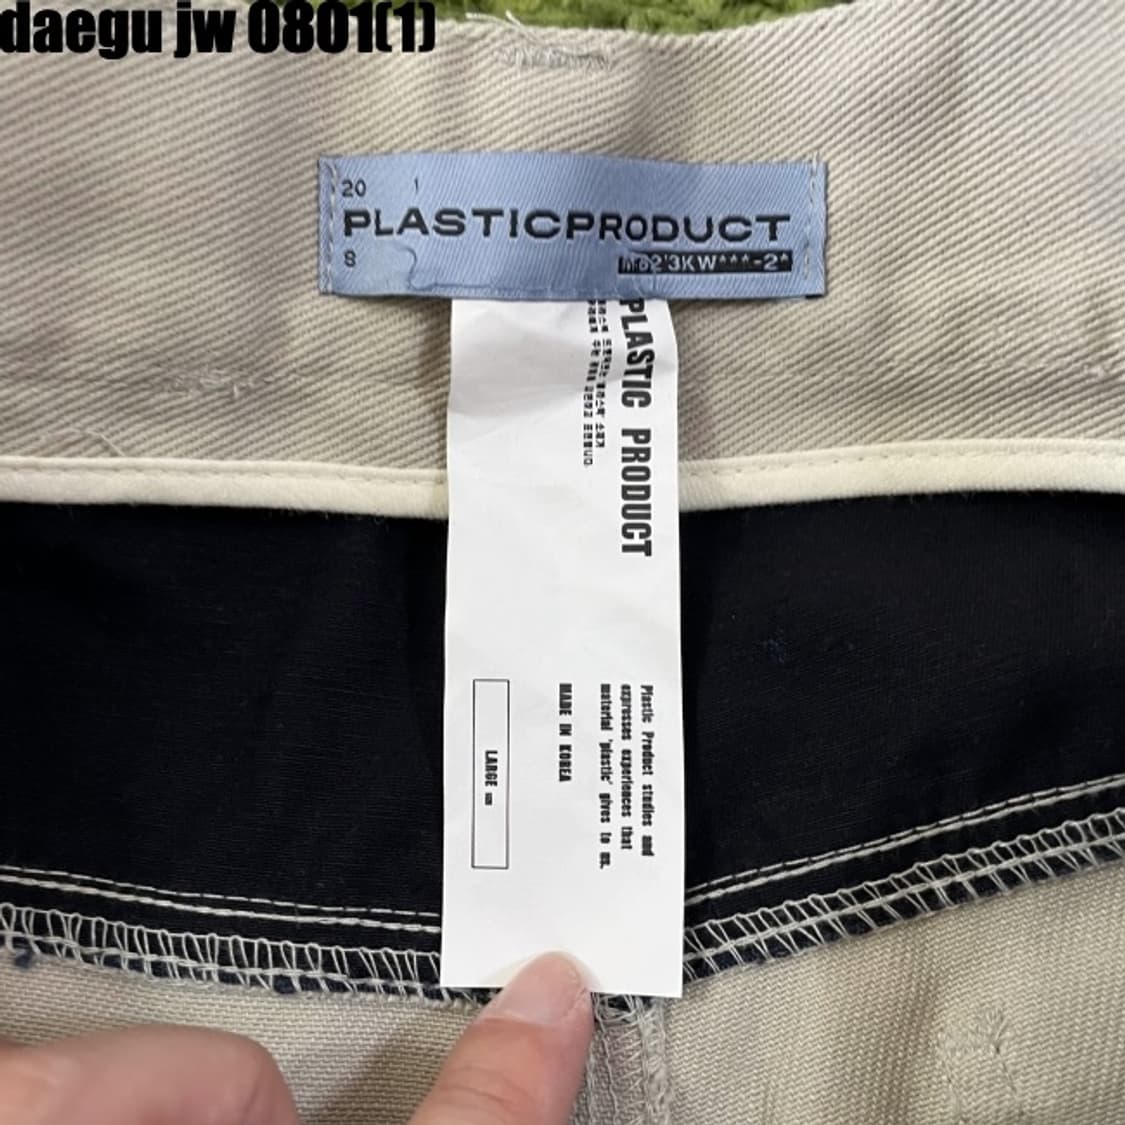 daegu jw 0801(1)
20 1
PLASTICPRODUCT
8
PLASTIC PRODUCT
Plastic Product studies and
expresses experiences that
material 'plastic' gives to us.
MADE IN KOREA
LARGE